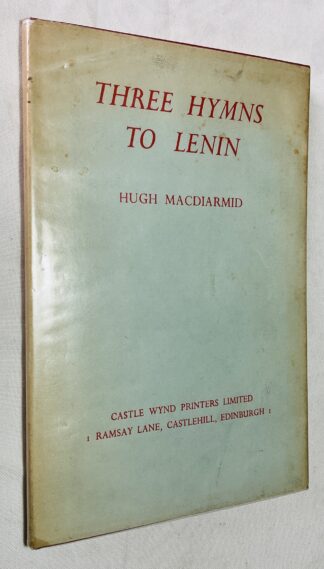 THREE HYMNS
TO LENIN
HUGH MACDIARMID
CASTLE WYND PRINTERS LIMITED
1 RAMSAY LANE, CASTLEHILL, EDINBURGH 1